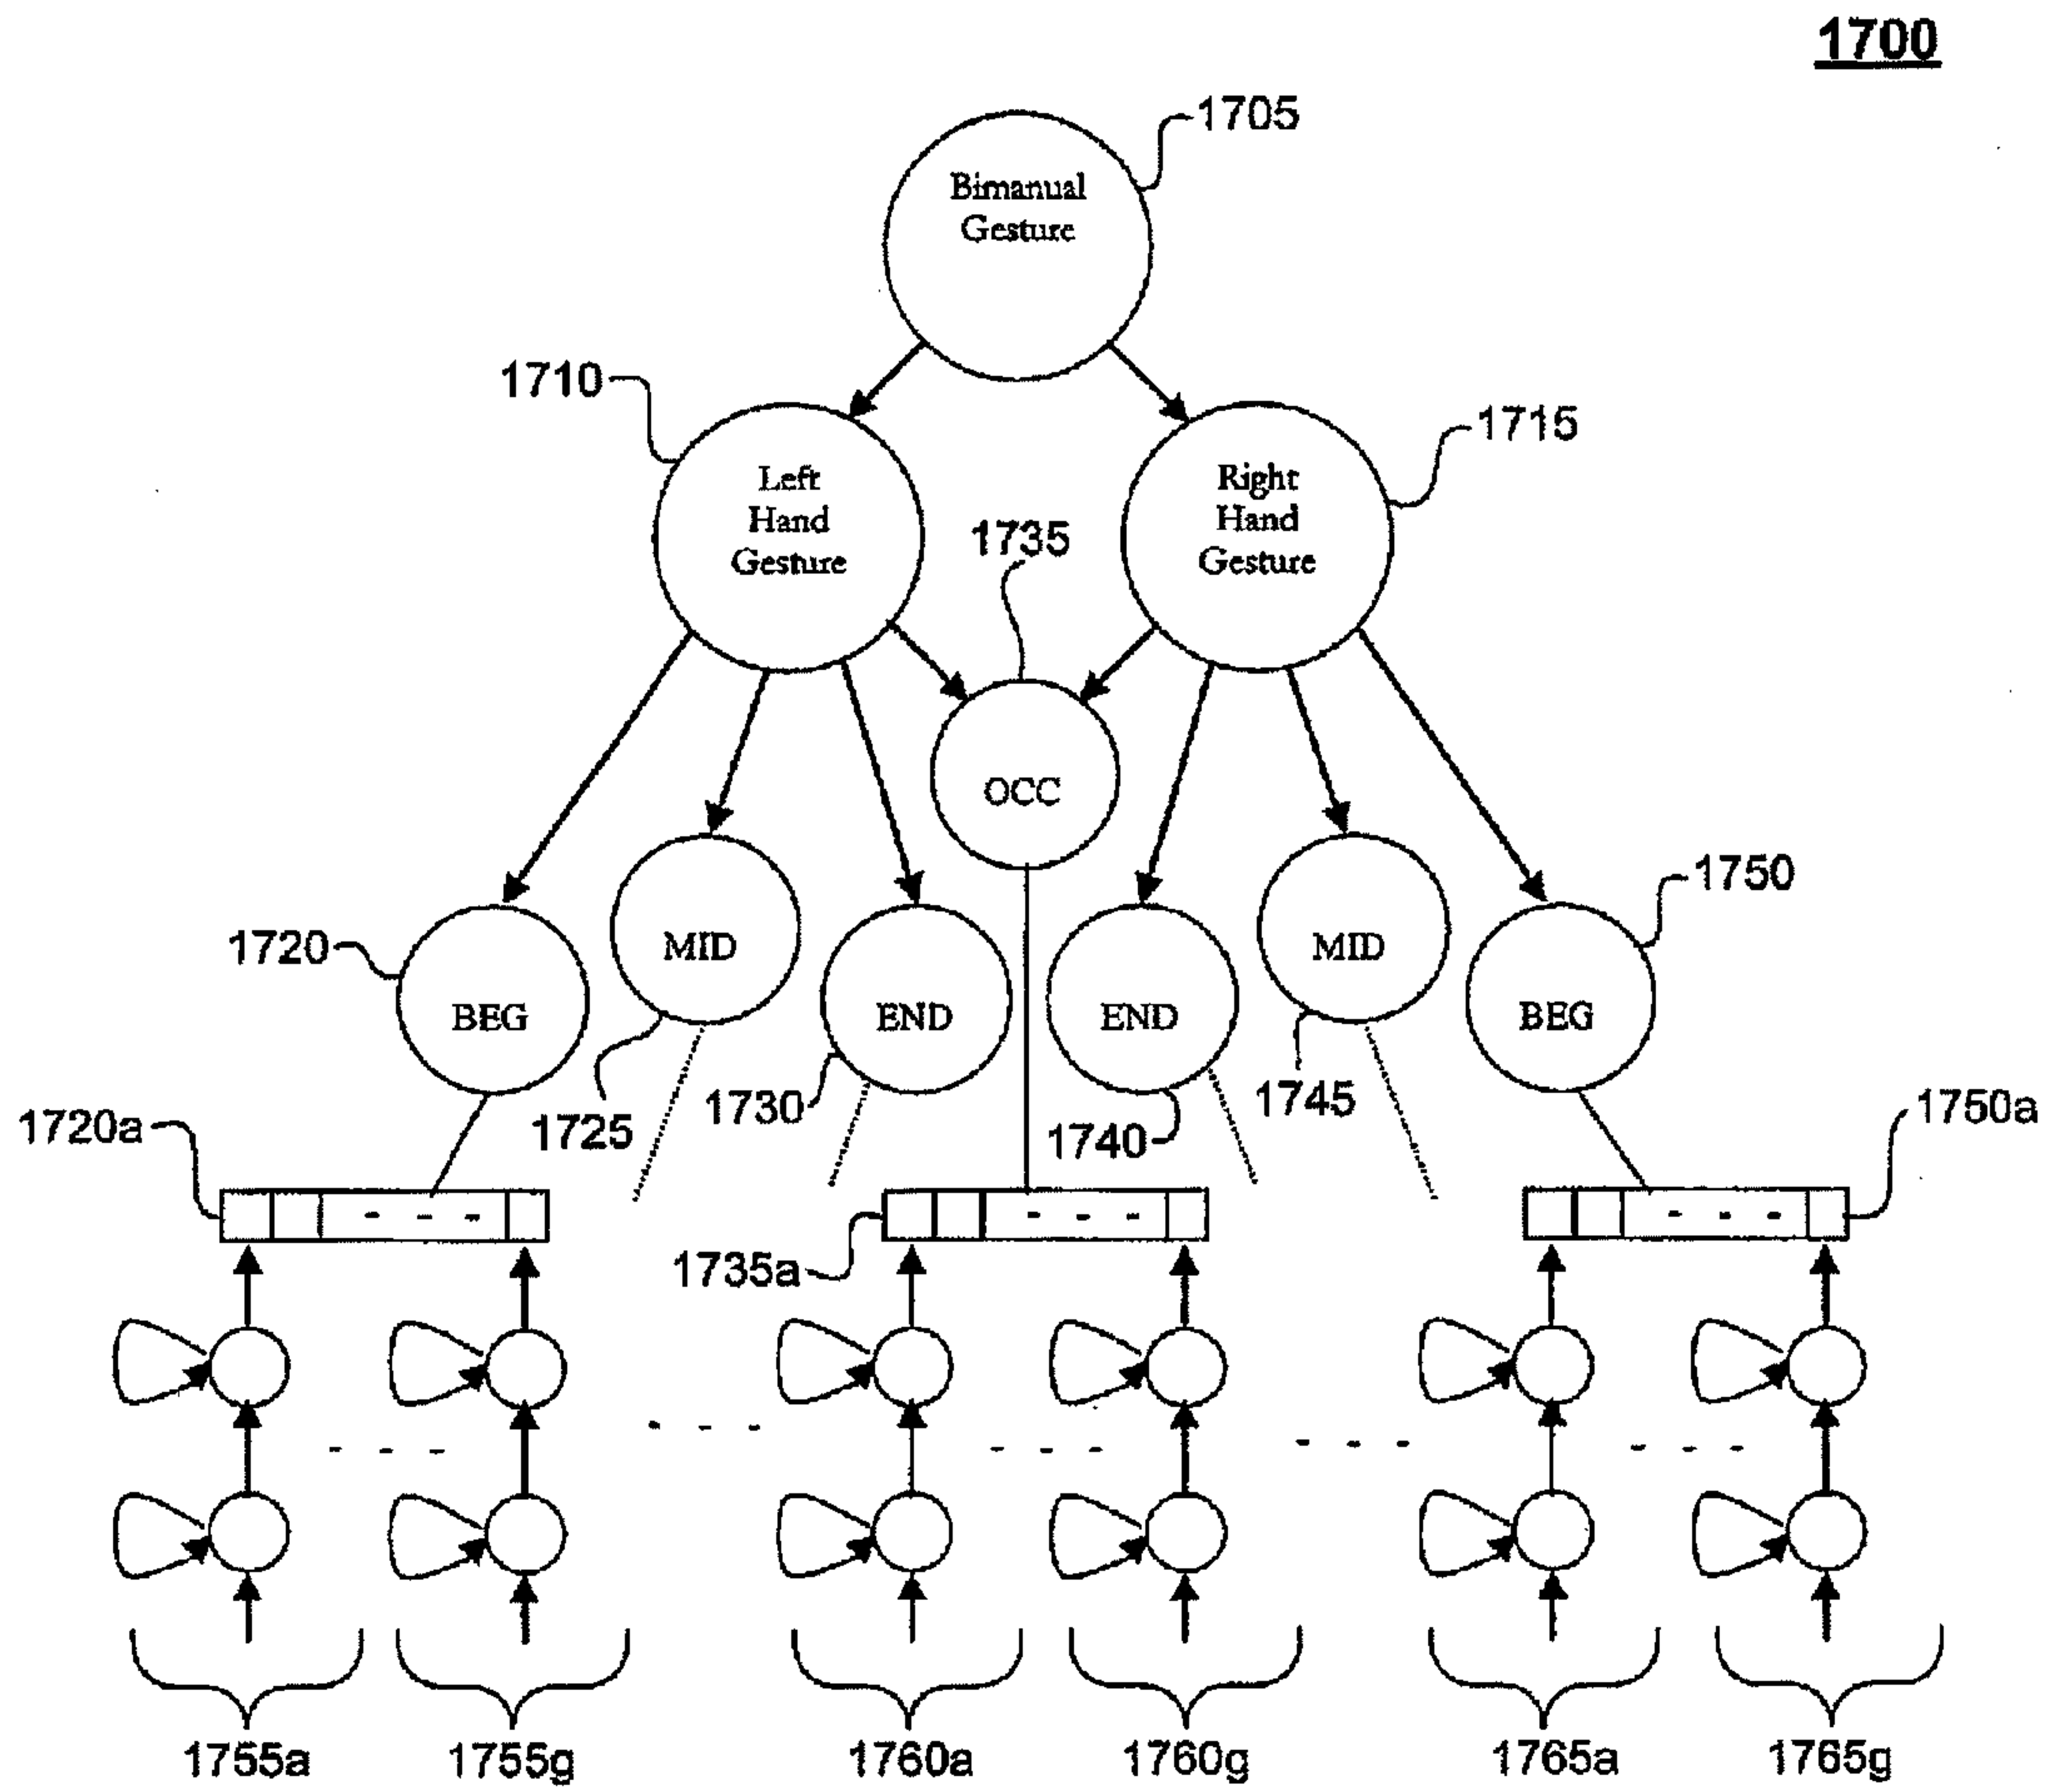 1700
1705
Bimanual
Gesture
1710
1715
Left
Hand
Gesture
Right
Hand
Gesture
1735
OCC
1750
1720
MID
MID
BEG
END
END
BEG
1725
1730
1740
1745
1720a
1750a
1735a
1755a
1755g
1760a
1760g
1765a
1765g